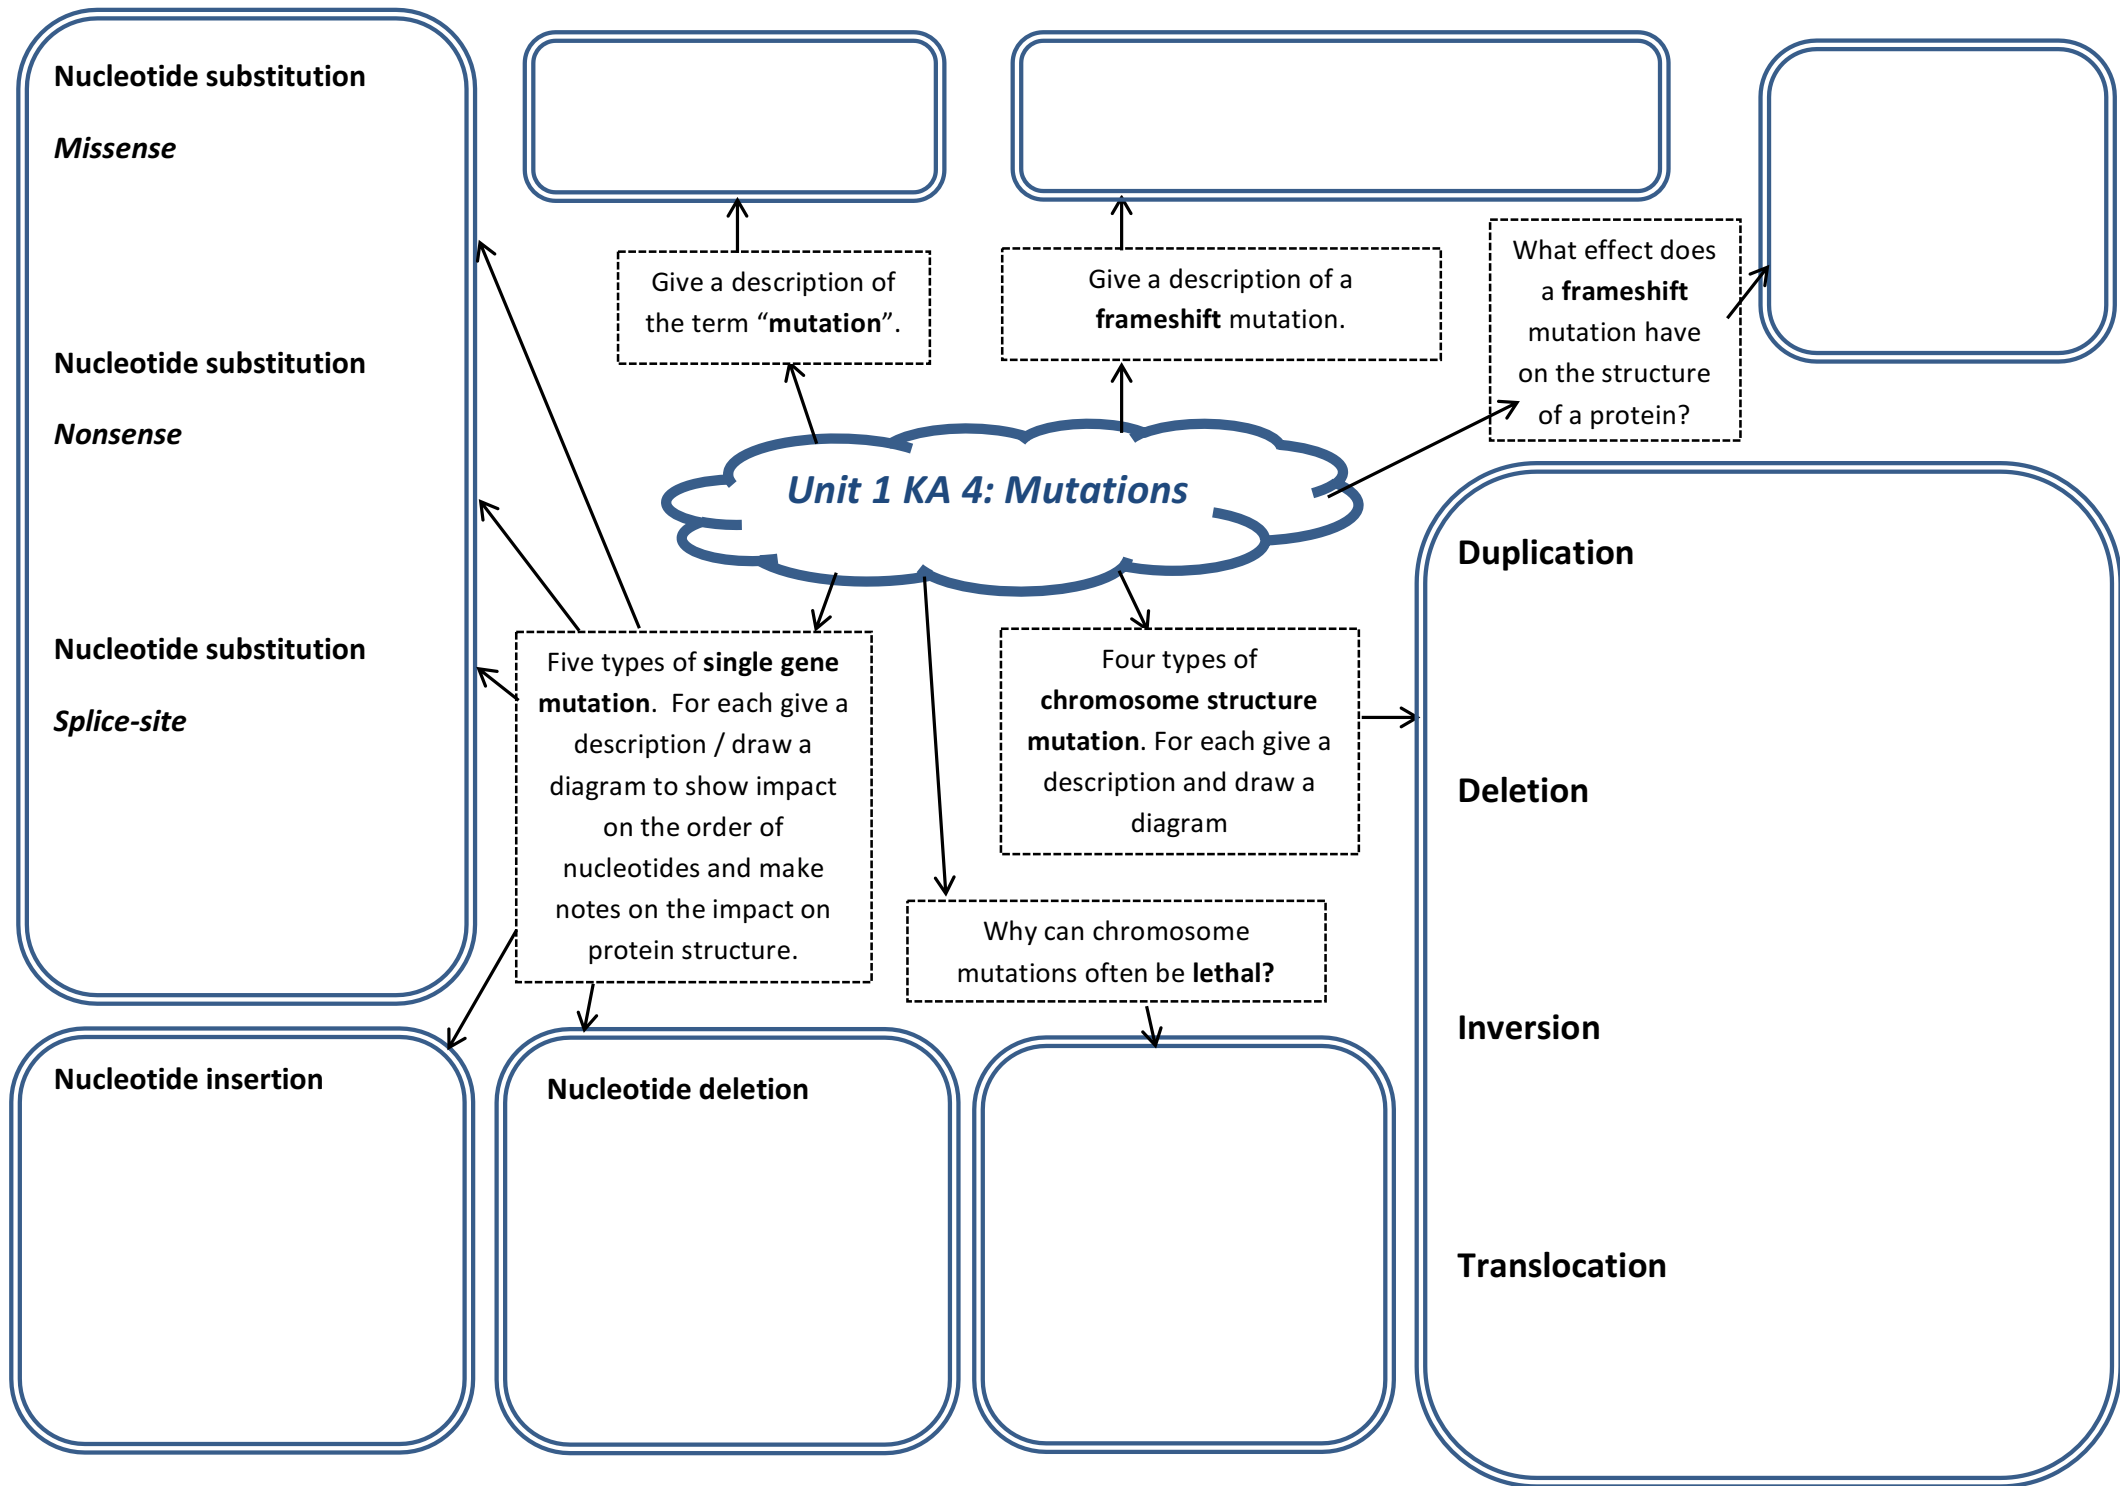 Nucleotide substitution
Missense
Nucleotide substitution
Nonsense
Nucleotide substitution
Splice-site
Give a description of
the term “mutation”.
Give a description of a
frameshift mutation.
What effect does
a frameshift
mutation have
on the structure
of a protein?
Unit 1 KA 4: Mutations
Five types of single gene
mutation.  For each give a
description / draw a
diagram to show impact
on the order of
nucleotides and make
notes on the impact on
protein structure.
Four types of
chromosome structure
mutation. For each give a
description and draw a
diagram
Why can chromosome
mutations often be lethal?
Duplication
Deletion
Inversion
Translocation
Nucleotide insertion
Nucleotide deletion